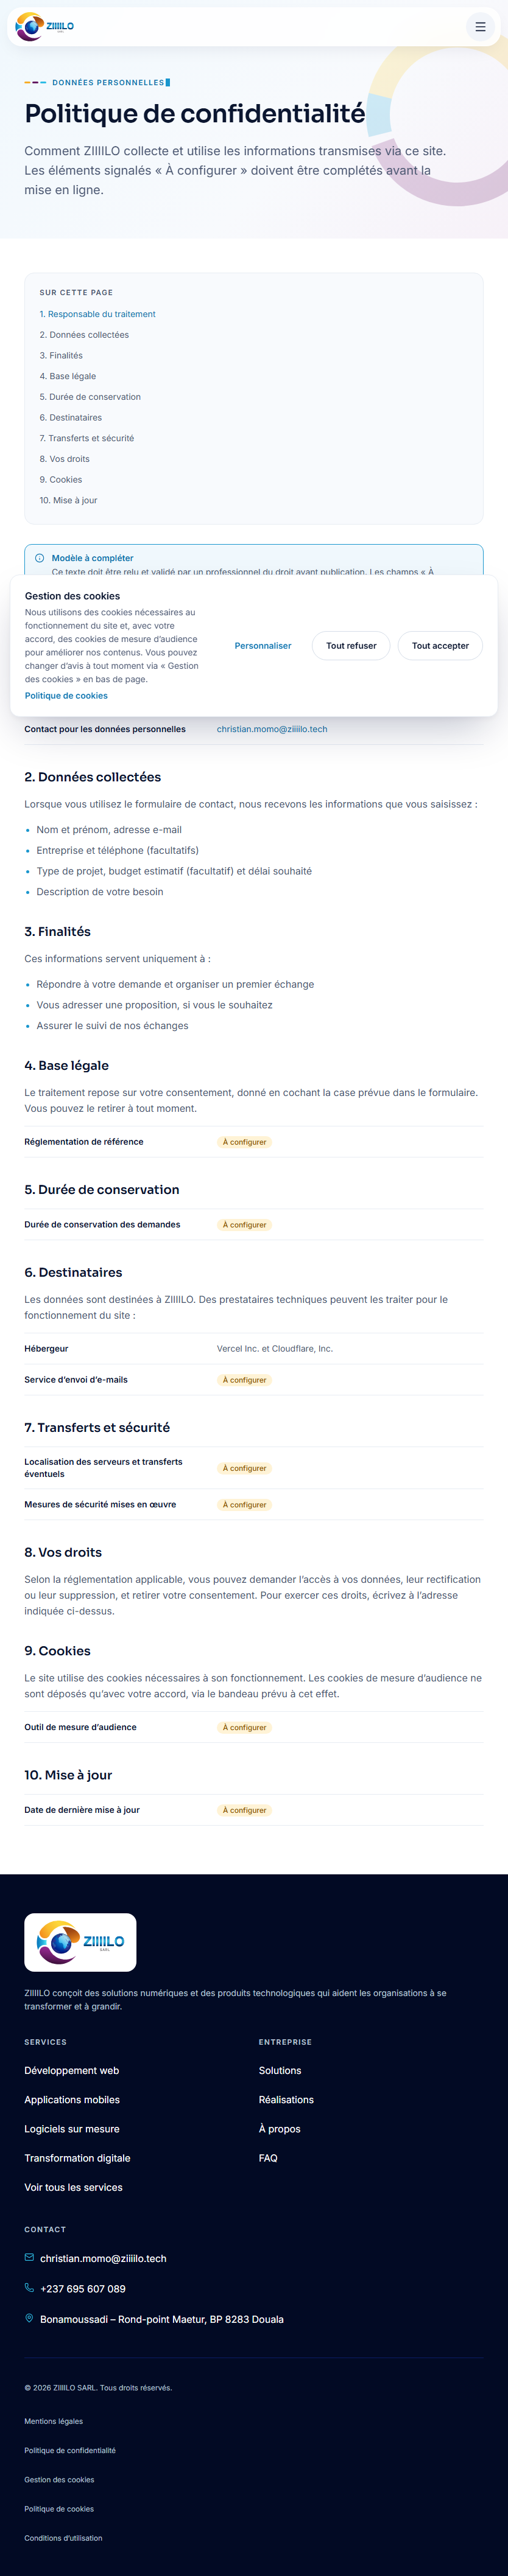 ZIIIILO
SARL
DONNÉES PERSONNELLES
Politique de confidentialité
Comment ZIIIILO collecte et utilise les informations transmises via ce site.
Les éléments signalés « À configurer » doivent être complétés avant la
mise en ligne.
SUR CETTE PAGE
1. Responsable du traitement
2. Données collectées
3. Finalités
4. Base légale
5. Durée de conservation
6. Destinataires
7. Transferts et sécurité
8. Vos droits
9. Cookies
10. Mise à jour
Modèle à compléter
Ce texte doit être relu et validé par un professionnel du droit avant publication. Les champs « À
Gestion des cookies
Nous utilisons des cookies nécessaires au
fonctionnement du site et, avec votre
accord, des cookies de mesure d’audience
pour améliorer nos contenus. Vous pouvez
changer d’avis à tout moment via « Gestion
des cookies » en bas de page.
Politique de cookies
Personnaliser
Tout refuser
Tout accepter
Contact pour les données personnelles christian.momo@ziiiilo.tech
2. Données collectées
Lorsque vous utilisez le formulaire de contact, nous recevons les informations que vous saisissez :
• Nom et prénom, adresse e-mail
• Entreprise et téléphone (facultatifs)
• Type de projet, budget estimatif (facultatif) et délai souhaité
• Description de votre besoin
3. Finalités
Ces informations servent uniquement à :
• Répondre à votre demande et organiser un premier échange
• Vous adresser une proposition, si vous le souhaitez
• Assurer le suivi de nos échanges
4. Base légale
Le traitement repose sur votre consentement, donné en cochant la case prévue dans le formulaire.
Vous pouvez le retirer à tout moment.
Réglementation de référence À configurer
5. Durée de conservation
Durée de conservation des demandes À configurer
6. Destinataires
Les données sont destinées à ZIIIILO. Des prestataires techniques peuvent les traiter pour le
fonctionnement du site :
Hébergeur Vercel Inc. et Cloudflare, Inc.
Service d’envoi d’e-mails À configurer
7. Transferts et sécurité
Localisation des serveurs et transferts
éventuels À configurer
Mesures de sécurité mises en œuvre À configurer
8. Vos droits
Selon la réglementation applicable, vous pouvez demander l’accès à vos données, leur rectification
ou leur suppression, et retirer votre consentement. Pour exercer ces droits, écrivez à l’adresse
indiquée ci-dessus.
9. Cookies
Le site utilise des cookies nécessaires à son fonctionnement. Les cookies de mesure d’audience ne
sont déposés qu’avec votre accord, via le bandeau prévu à cet effet.
Outil de mesure d’audience À configurer
10. Mise à jour
Date de dernière mise à jour À configurer
ZIIIILO
SARL
ZIIIILO conçoit des solutions numériques et des produits technologiques qui aident les organisations à se
transformer et à grandir.
SERVICES
Développement web
Applications mobiles
Logiciels sur mesure
Transformation digitale
Voir tous les services
ENTREPRISE
Solutions
Réalisations
À propos
FAQ
CONTACT
christian.momo@ziiiilo.tech
+237 695 607 089
Bonamoussadi – Rond-point Maetur, BP 8283 Douala
© 2026 ZIIIILO SARL. Tous droits réservés.
Mentions légales
Politique de confidentialité
Gestion des cookies
Politique de cookies
Conditions d’utilisation